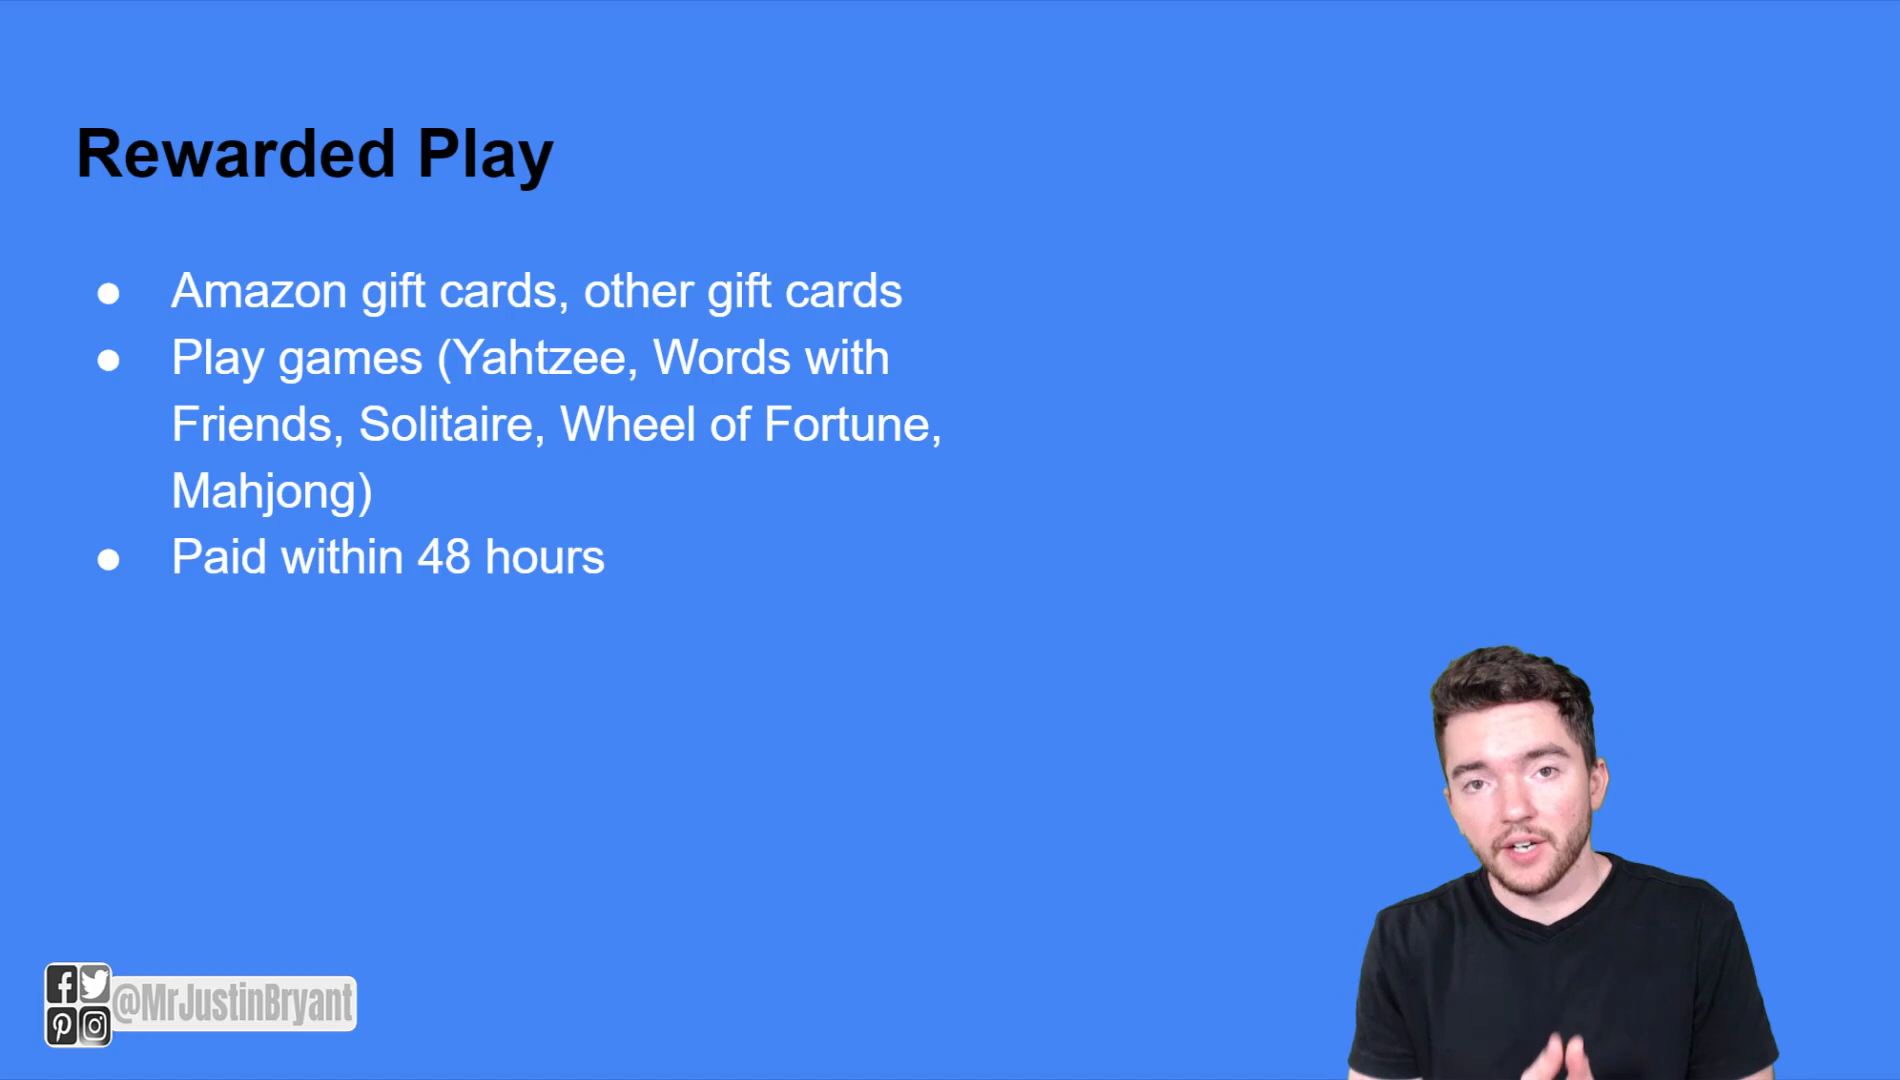 Rewarded Play
● Amazon gift cards, other gift cards
● Play games (Yahtzee, Words with
Friends, Solitaire, Wheel of Fortune,
Mahjong)
● Paid within 48 hours
@MrJustinBryant